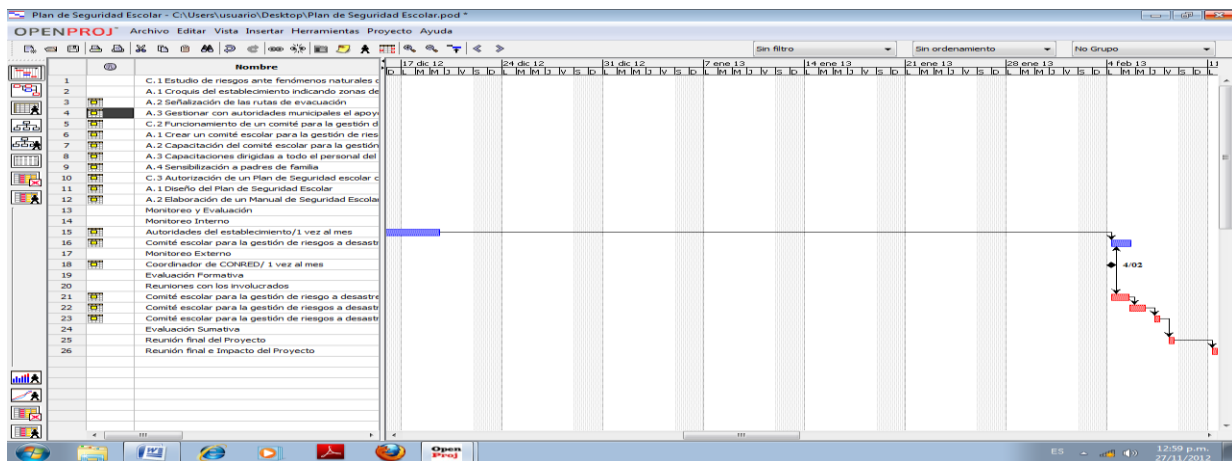 Plan de Seguridad Escolar - C:\Users\usuario\Desktop\Plan de Seguridad Escolar.pod *
OPENPROJ Archivo Editar Vista Insertar Herramientas Proyecto Ayuda
Sin filtro Sin ordenamiento No Grupo
Nombre
17 dic 12 24 dic 12 31 dic 12 7 ene 13 14 ene 13 21 ene 13 28 ene 13 4 feb 13 11
D L M M J V S D L M M J V S D L M M J V S D L M M J V S D L M M J V S D L M M J V S D L M M J V S D L M M J V S D L
1 C.1 Estudio de riesgos ante fenómenos naturales o
2 A.1 Croquis del establecimiento indicando zonas de
3 A.2 Señalización de las rutas de evacuación
4 A.3 Gestionar con autoridades municipales el apoy
5 C.2 Funcionamiento de un comité para la gestión d
6 A.1 Crear un comité escolar para la gestión de ries
7 A.2 Capacitación del comité escolar para la gestión
8 A.3 Capacitaciones dirigidas a todo el personal del
9 A.4 Sensibilización a padres de familia
10 C.3 Autorización de un Plan de Seguridad escolar c
11 A.1 Diseño del Plan de Seguridad Escolar
12 A.2 Elaboración de un Manual de Seguridad Escolar
13 Monitoreo y Evaluación
14 Monitoreo Interno
15 Autoridades del establecimiento/1 vez al mes
16 Comité escolar para la gestión de riesgos a desastr
17 Monitoreo Externo
18 Coordinador de CONRED/ 1 vez al mes
4/02
19 Evaluación Formativa
20 Reuniones con los involucrados
21 Comité escolar para la gestión de riesgo a desastre
22 Comité escolar para la gestión de riesgos a desastr
23 Comité escolar para la gestión de riesgos a desastr
24 Evaluación Sumativa
25 Reunión final del Proyecto
26 Reunión final e Impacto del Proyecto
Open
Proj
ES
12:59 p.m.
27/11/2012